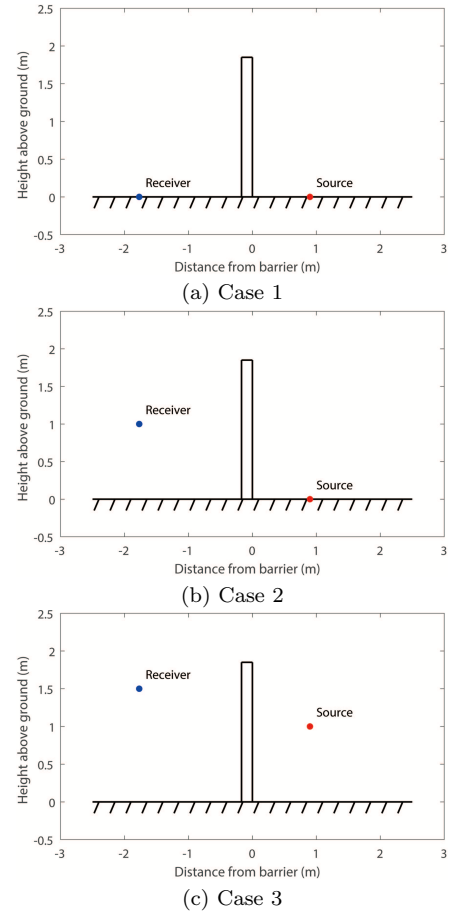 2.5
2
1.5
1
0.5
0
-0.5
Height above ground (m)
Receiver
Source
-3 -2 -1 0 1 2 3
Distance from barrier (m)
(a) Case 1
2.5
2
1.5
1
0.5
0
-0.5
Height above ground (m)
Receiver
Source
-3 -2 -1 0 1 2 3
Distance from barrier (m)
(b) Case 2
2.5
2
1.5
1
0.5
0
-0.5
Height above ground (m)
Receiver
Source
-3 -2 -1 0 1 2 3
Distance from barrier (m)
(c) Case 3